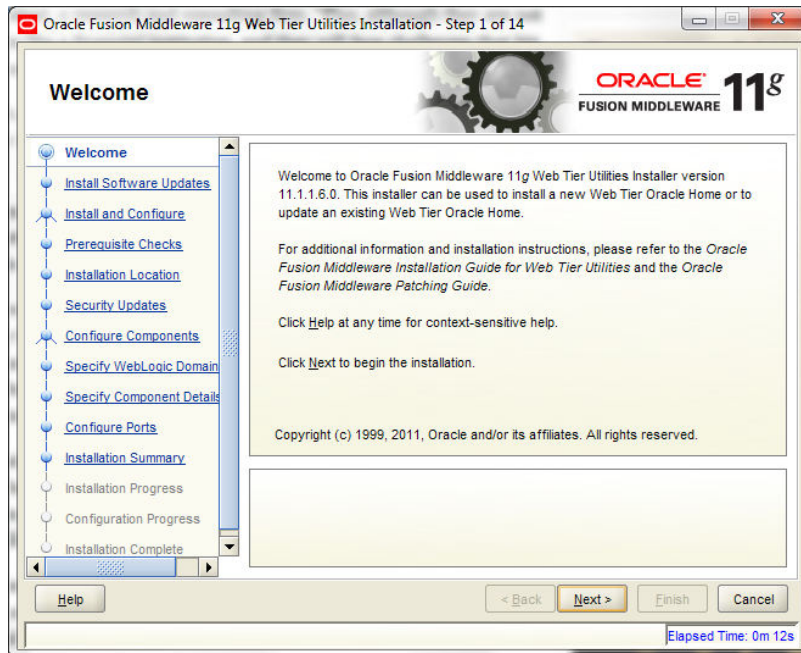 Oracle Fusion Middleware 11g Web Tier Utilities Installation - Step 1 of 14
Welcome
ORACLE
FUSION MIDDLEWARE 11g
Welcome
Install Software Updates
Install and Configure
Prerequisite Checks
Installation Location
Security Updates
Configure Components
Specify WebLogic Domain
Specify Component Details
Configure Ports
Installation Summary
Installation Progress
Configuration Progress
Installation Complete
Welcome to Oracle Fusion Middleware 11g Web Tier Utilities Installer version
11.1.1.6.0. This installer can be used to install a new Web Tier Oracle Home or to
update an existing Web Tier Oracle Home.
For additional information and installation instructions, please refer to the Oracle
Fusion Middleware Installation Guide for Web Tier Utilities and the Oracle
Fusion Middleware Patching Guide.
Click Help at any time for context-sensitive help.
Click Next to begin the installation.
Copyright (c) 1999, 2011, Oracle and/or its affiliates. All rights reserved.
Help
< Back
Next >
Finish
Cancel
Elapsed Time: 0m 12s